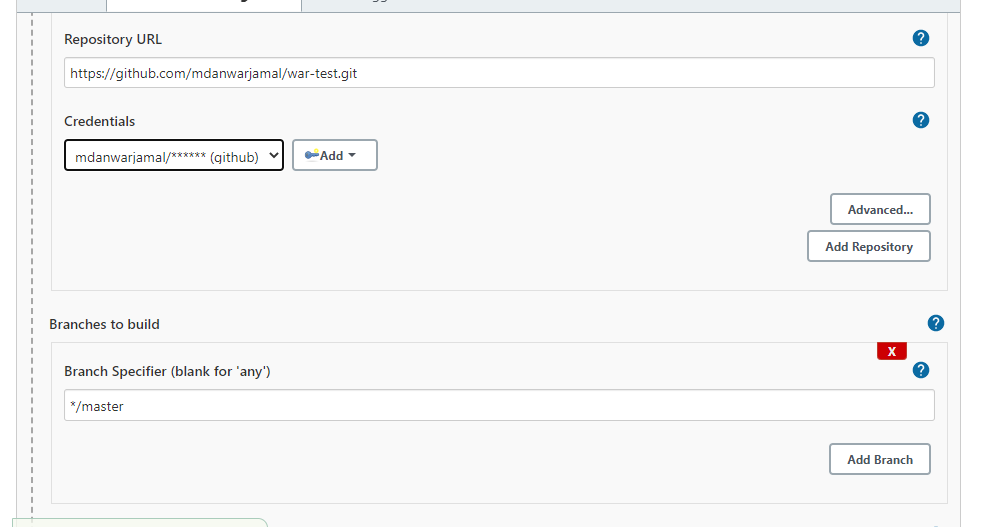 Repository URL
?
https://github.com/mdanwarjamal/war-test.git
Credentials
?
mdanwarjamal/****** (github)
Add
Advanced...
Add Repository
Branches to build
?
X
Branch Specifier (blank for 'any')
?
*/master
Add Branch